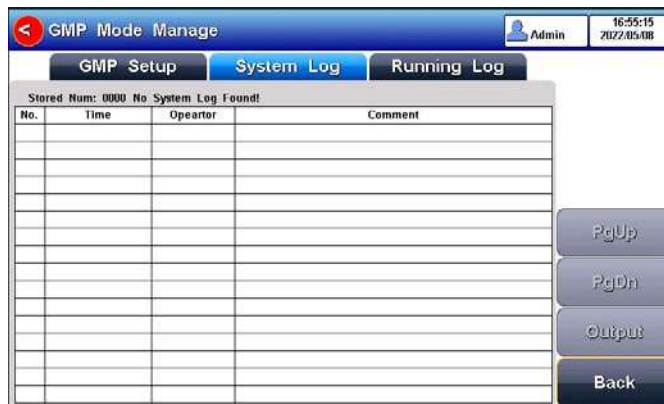 < GMP Mode Manage
Admin
16:55:15
2022/05/08
GMP Setup System Log Running Log
Stored Num: 0000 No System Log Found!
No. Time Opeartor Comment
PgUp
PgDn
Output
Back